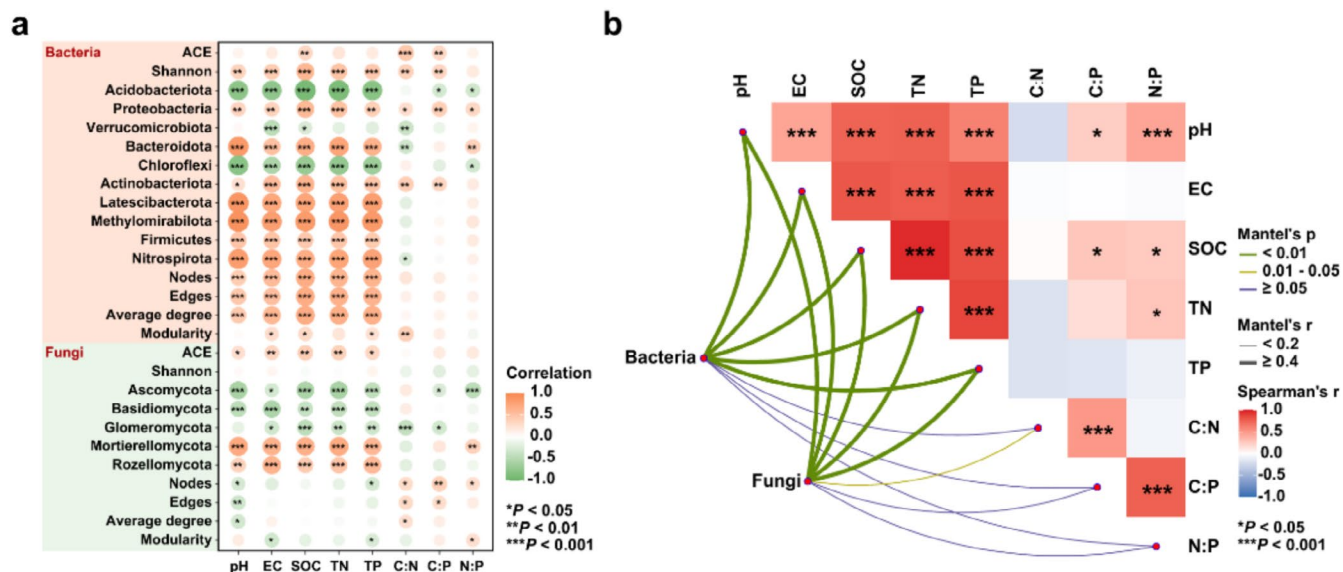 a
Bacteria
ACE ** *** **
Shannon ** *** *** *** *** ** **
Acidobacteriota *** *** *** *** *** * *
Proteobacteria ** ** *** *** ** * * *
Verrucomicrobiota *** * **
Bacteroidota *** *** *** *** *** ** **
Chloroflexi *** *** *** *** *** *
Actinobacteriota * *** *** *** *** ** **
Latescibacterota *** *** *** *** ***
Methylomirabilota *** *** *** *** ***
Firmicutes *** *** *** *** ***
Nitrospirota *** *** *** *** *** *
Nodes *** *** *** *** ***
Edges *** *** *** *** ***
Average degree *** *** *** *** ***
Modularity * * * **
Fungi
ACE * ** ** ** *
Shannon
Ascomycota *** * *** *** *** * ***
Basidiomycota *** *** ** *** ***
Glomeromycota * *** ** ** *** *
Mortierellomycota *** *** *** *** *** **
Rozellomycota ** *** *** *** ***
Nodes * * * ** *
Edges ** * *
Average degree * *
Modularity * * *
pH EC SOC TN TP C:N C:P N:P
Correlation
1.0
0.5
0.0
-0.5
-1.0
*P < 0.05
**P < 0.01
***P < 0.001
b
pH EC SOC TN TP C:N C:P N:P
*** *** *** *** * *** pH
*** *** *** EC
*** *** * * SOC
*** * TN
TP
*** C:N
*** C:P
N:P
Bacteria
Fungi
Mantel's p
< 0.01
0.01 - 0.05
≥ 0.05
Mantel's r
< 0.2
≥ 0.4
Spearman's r
1.0
0.5
0.0
-0.5
-1.0
*P < 0.05
***P < 0.001